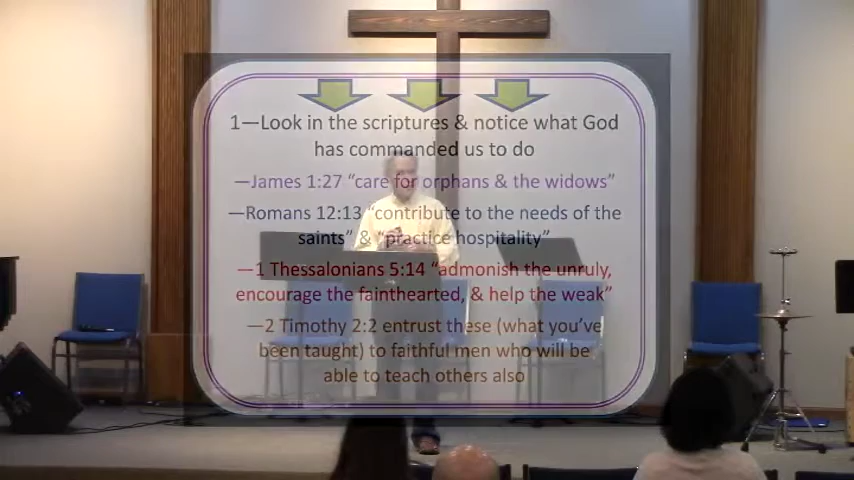 1—Look in the scriptures & notice what God
has commanded us to do
—James 1:27 “care for orphans & the widows”
—Romans 12:13 “contribute to the needs of the
saints” & “practice hospitality”
—1 Thessalonians 5:14 “admonish the unruly,
encourage the fainthearted, & help the weak”
—2 Timothy 2:2 entrust these (what you’ve
been taught) to faithful men who will be
able to teach others also